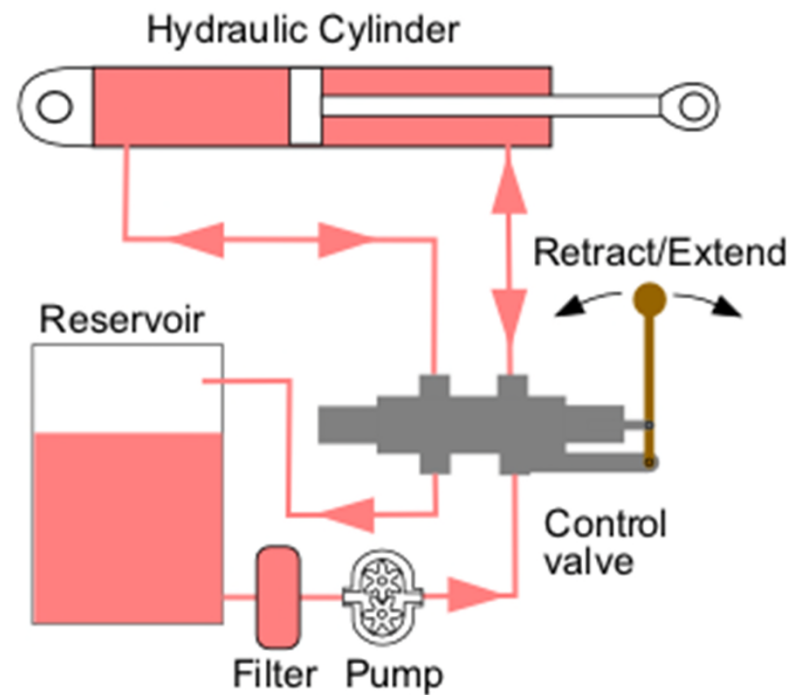 Hydraulic Cylinder
Retract/Extend
Reservoir
Control
valve
Filter
Pump